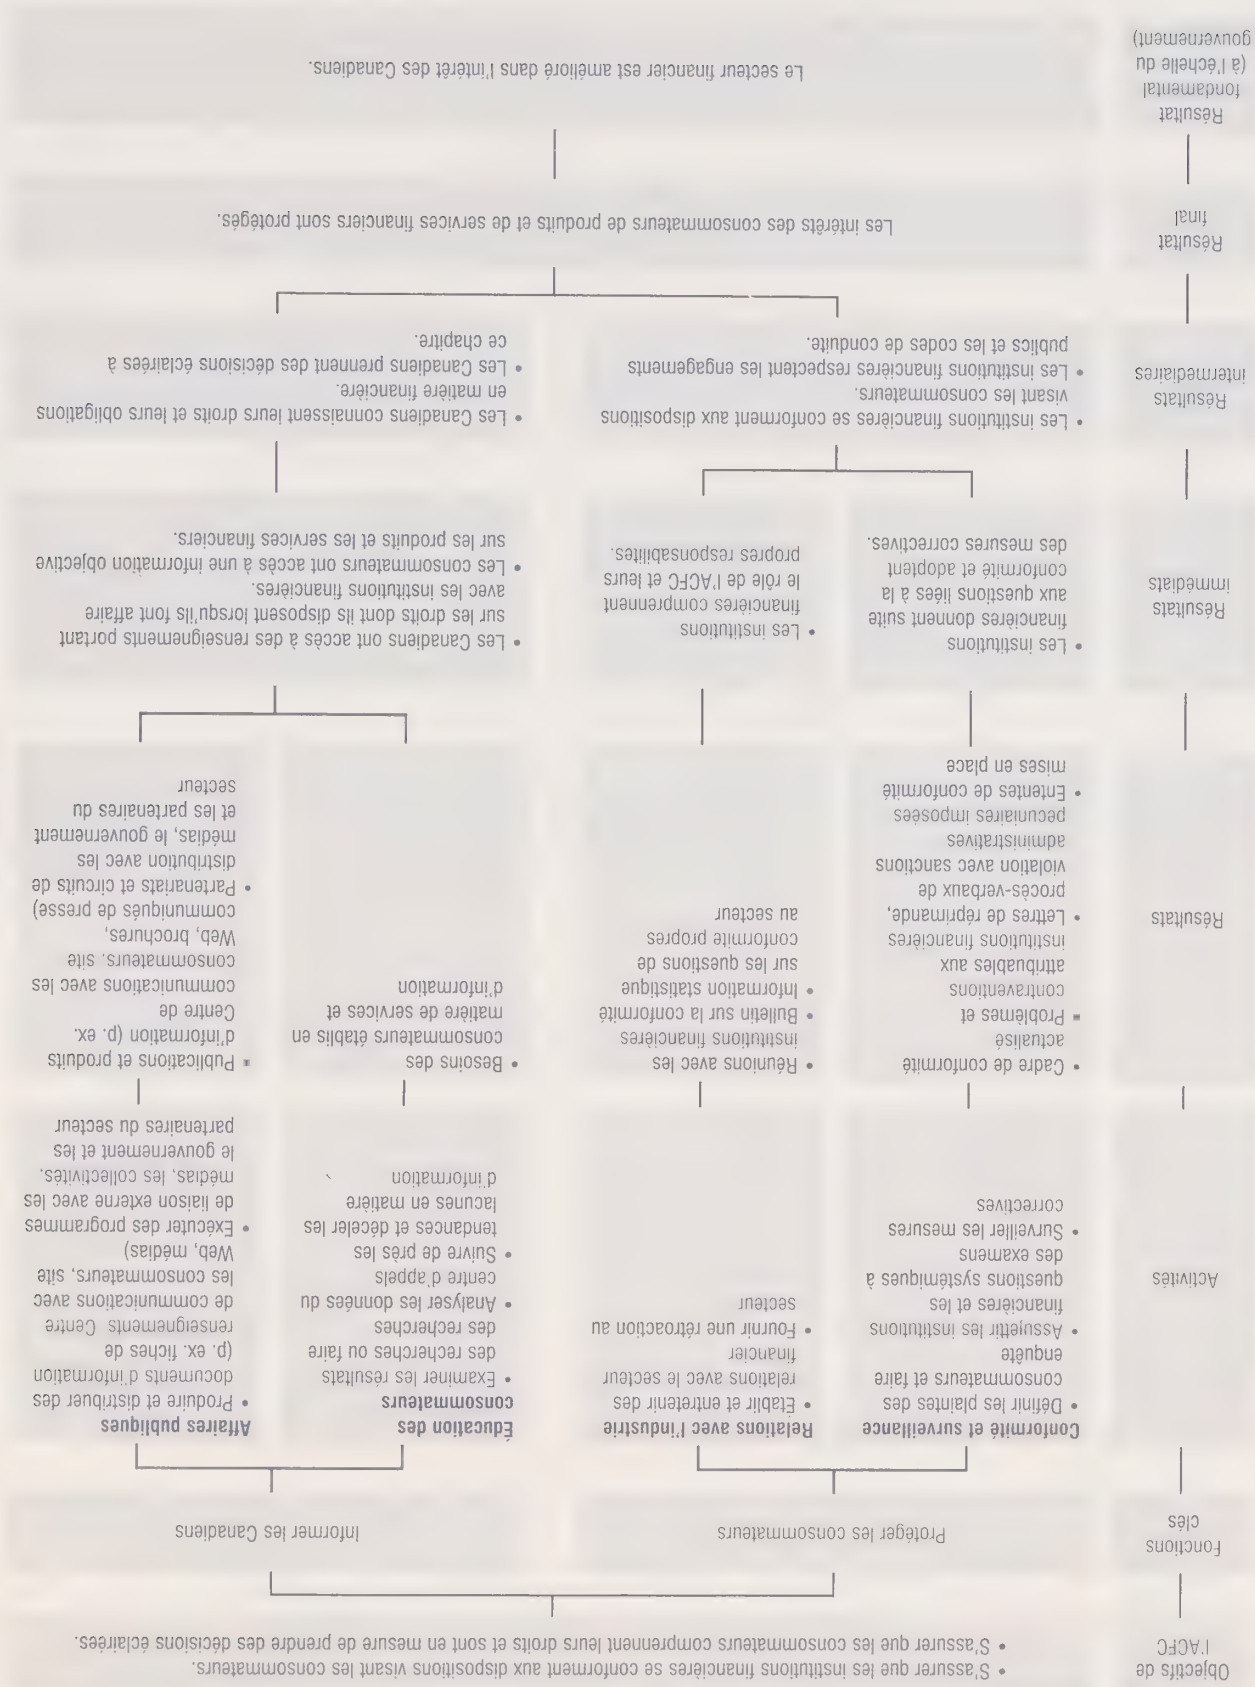 Objectifs de
l'ACFC
• S'assurer que les institutions financières se conforment aux dispositions visant les consommateurs.
• S'assurer que les consommateurs comprennent leurs droits et sont en mesure de prendre des décisions éclairées.
Fonctions
clés
Protéger les consommateurs
Informer les Canadiens
Activités
Conformité et surveillance
• Définir les plaintes des
consommateurs et faire
enquête
• Assujettir les institutions
financières et les
questions systémiques à
des examens
• Surveiller les mesures
correctives
Relations avec l'industrie
• Établir et entretenir des
relations avec le secteur
financier
• Fournir une rétroaction au
secteur
Éducation des
consommateurs
• Examiner les résultats
des recherches ou faire
des recherches
• Analyser les données du
centre d'appels
• Suivre de près les
tendances et déceler les
lacunes en matière
d'information
Affaires publiques
• Produire et distribuer des
documents d'information
(p. ex. fiches de
renseignements Centre
de communications avec
les consommateurs, site
Web, médias)
• Exécuter des programmes
de liaison externe avec les
médias, les collectivités,
le gouvernement et les
partenaires du secteur
Résultats
• Cadre de conformité
actualisé
• Problèmes et
contraventions
attribuables aux
institutions financières
• Lettres de réprimande,
procès-verbaux de
violation avec sanctions
administratives
pécuniaires imposées
• Ententes de conformité
mises en place
• Réunions avec les
institutions financières
• Bulletin sur la conformité
• Information statistique
sur les questions de
conformité propres
au secteur
• Besoins des
consommateurs établis en
matière de services et
d'information
• Publications et produits
d'information (p. ex.
Centre de
communications avec les
consommateurs. site
Web, brochures,
communiqués de presse)
• Partenariats et circuits de
distribution avec les
médias, le gouvernement
et les partenaires du
secteur
Résultats
immédiats
• Les institutions
financières donnent suite
aux questions liées à la
conformité et adoptent
des mesures correctives.
• Les institutions
financières comprennent
le rôle de l'ACFC et leurs
propres responsabilités.
• Les Canadiens ont accès à des renseignements portant
sur les droits dont ils disposent lorsqu'ils font affaire
avec les institutions financières.
• Les consommateurs ont accès à une information objective
sur les produits et les services financiers.
Résultats
intermédiaires
• Les institutions financières se conforment aux dispositions
visant les consommateurs.
• Les institutions financières respectent les engagements
publics et les codes de conduite.
• Les Canadiens connaissent leurs droits et leurs obligations
en matière financière.
• Les Canadiens prennent des décisions éclairées à
ce chapitre.
Résultat
final
Les intérêts des consommateurs de produits et de services financiers sont protégés.
Résultat
fondamental
(à l'échelle du
gouvernement)
Le secteur financier est amélioré dans l'intérêt des Canadiens.